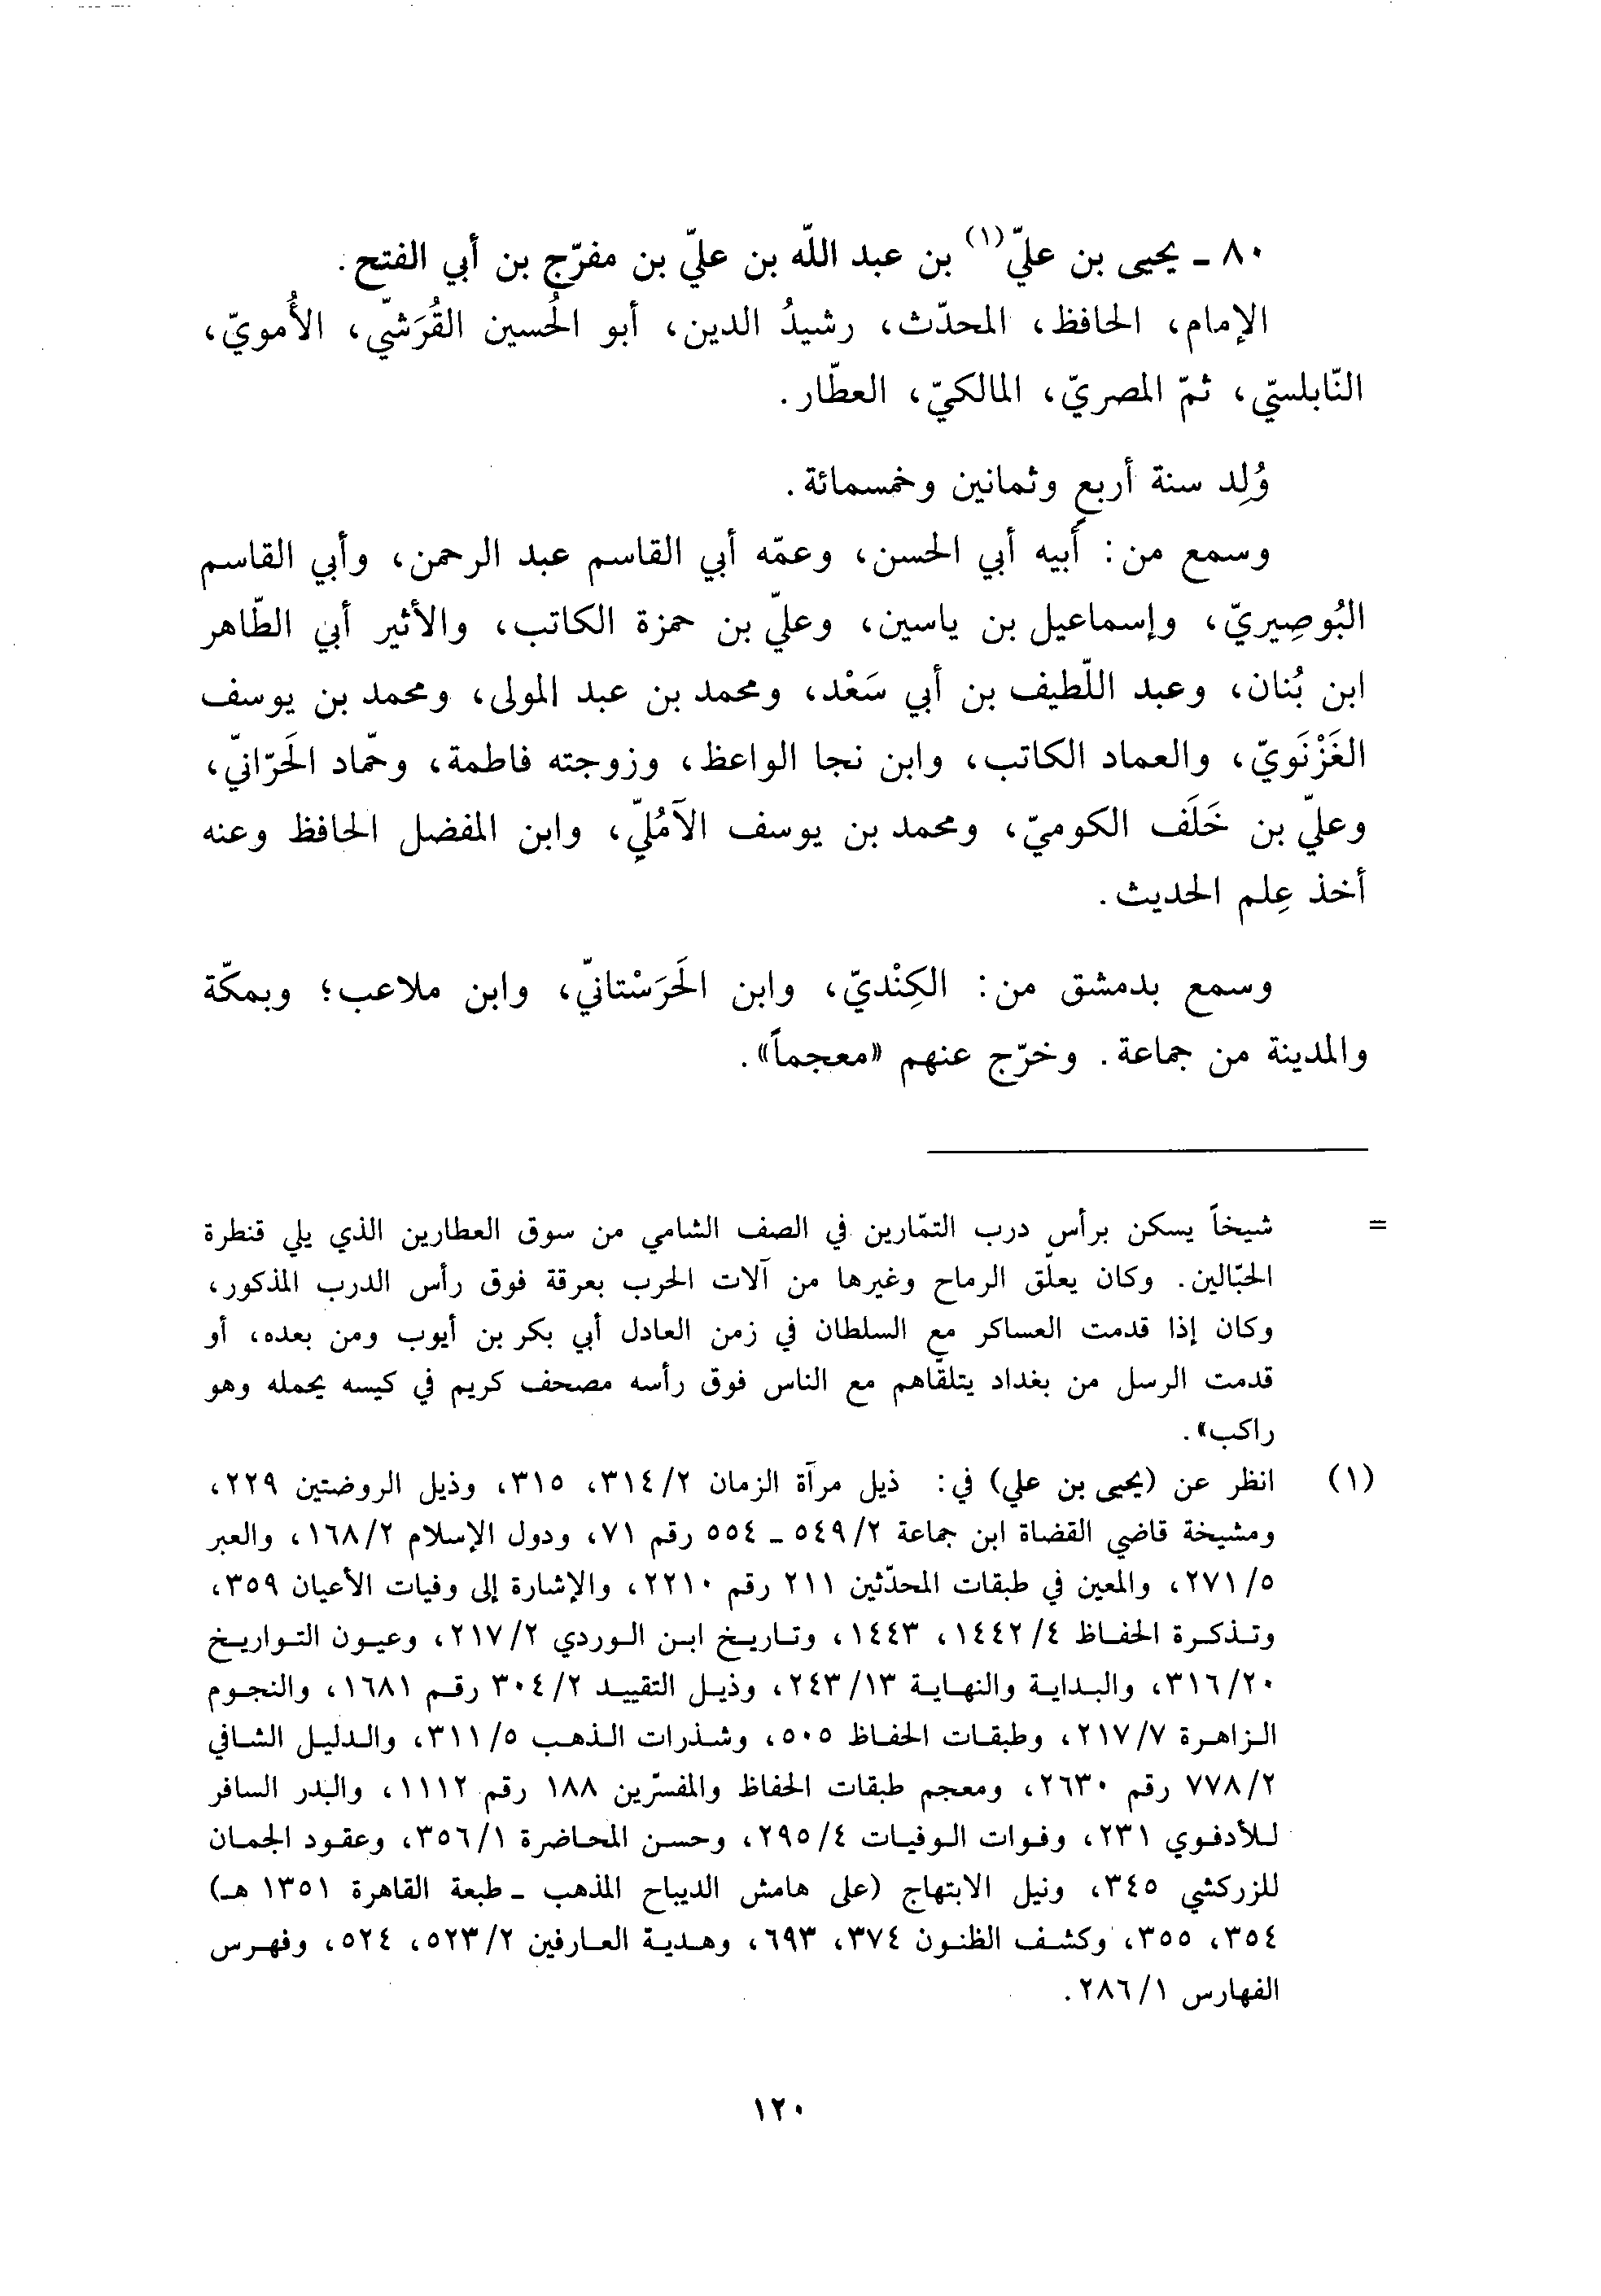 ٨٠ - يحيى بن عليّ(١) بن عبد اللّه بن عليّ بن مفرّج بن أبي الفتح.
الإمام، الحافظ، المحدّث، رشيدُ الدين، أبو الحُسين القُرَشيّ، الأُمويّ،
النّابلسيّ، ثمّ المصريّ، المالكيّ، العطّار.
وُلِد سنة أربعٍ وثمانين وخمسمائة.
وسمع من: أبيه أبي الحسن، وعمّه أبي القاسم عبد الرحمن، وأبي القاسم
البُوصِيريّ، وإسماعيل بن ياسين، وعليّ بن حمزة الكاتب، والأثير أبي الطّاهر
ابن بُنان، وعبد اللّطيف بن أبي سَعْد، ومحمد بن عبد المولى، ومحمد بن يوسف
الغَزْنَويّ، والعماد الكاتب، وابن نجا الواعظ، وزوجته فاطمة، وحمّاد الحَرّانيّ،
وعليّ بن خَلَف الكوميّ، ومحمد بن يوسف الآمُليّ، وابن المفضل الحافظ وعنه
أخذ عِلم الحديث.
وسمع بدمشق من: الكِنْديّ، وابن الحَرَسْتانيّ، وابن ملاعب؛ وبمكّة
والمدينة من جماعة. وخرّج عنهم «معجماً».
= شيخاً يسكن برأس درب التمّارين في الصف الشامي من سوق العطارين الذي يلي قنطرة
الحبّالين. وكان يعلّق الرماح وغيرها من آلات الحرب بعرقة فوق رأس الدرب المذكور،
وكان إذا قدمت العساكر مع السلطان في زمن العادل أبي بكر بن أيوب ومن بعده، أو
قدمت الرسل من بغداد يتلقّاهم مع الناس فوق رأسه مصحف كريم في كيسه يحمله وهو
راكب».
(١) انظر عن (يحيى بن علي) في: ذيل مرآة الزمان ٣١٤/٢، ٣١٥، وذيل الروضتين ٢٢٩،
ومشيخة قاضي القضاة ابن جماعة ٥٤٩/٢ - ٥٥٤ رقم ٧١، ودول الإسلام ١٦٨/٢، والعبر
٢٧١/٥، والمعين في طبقات المحدّثين ٢١١ رقم ٢٢١٠، والإشارة إلى وفيات الأعيان ٣٥٩،
وتذكرة الحفاظ ١٤٤٢/٤، ١٤٤٣، وتاريخ ابن الوردي ٢١٧/٢، وعيون التواريخ
٣١٦/٢٠، والبداية والنهاية ٢٤٣/١٣، وذيل التقييد ٣٠٤/٢ رقم ١٦٨١، والنجوم
الزاهرة ٢١٧/٧، وطبقات الحفاظ ٥٠٥، وشذرات الذهب ٣١١/٥، والدليل الشافي
٧٧٨/٢ رقم ٢٦٣٠، ومعجم طبقات الحفاظ والمفسّرين ١٨٨ رقم ١١١٢، والبدر السافر
للأدفوي ٢٣١، وفوات الوفيات ٢٩٥/٤، وحسن المحاضرة ٣٥٦/١، وعقود الجمان
للزركشي ٣٤٥، ونيل الابتهاج (على هامش الديباح المذهب - طبعة القاهرة ١٣٥١ هـ)
٣٥٤، ٣٥٥، وكشف الظنون ٣٧٤، ٦٩٣، وهدية العارفين ٥٢٣/٢، ٥٢٤، وفهرس
الفهارس ٢٨٦/١.
١٢٠